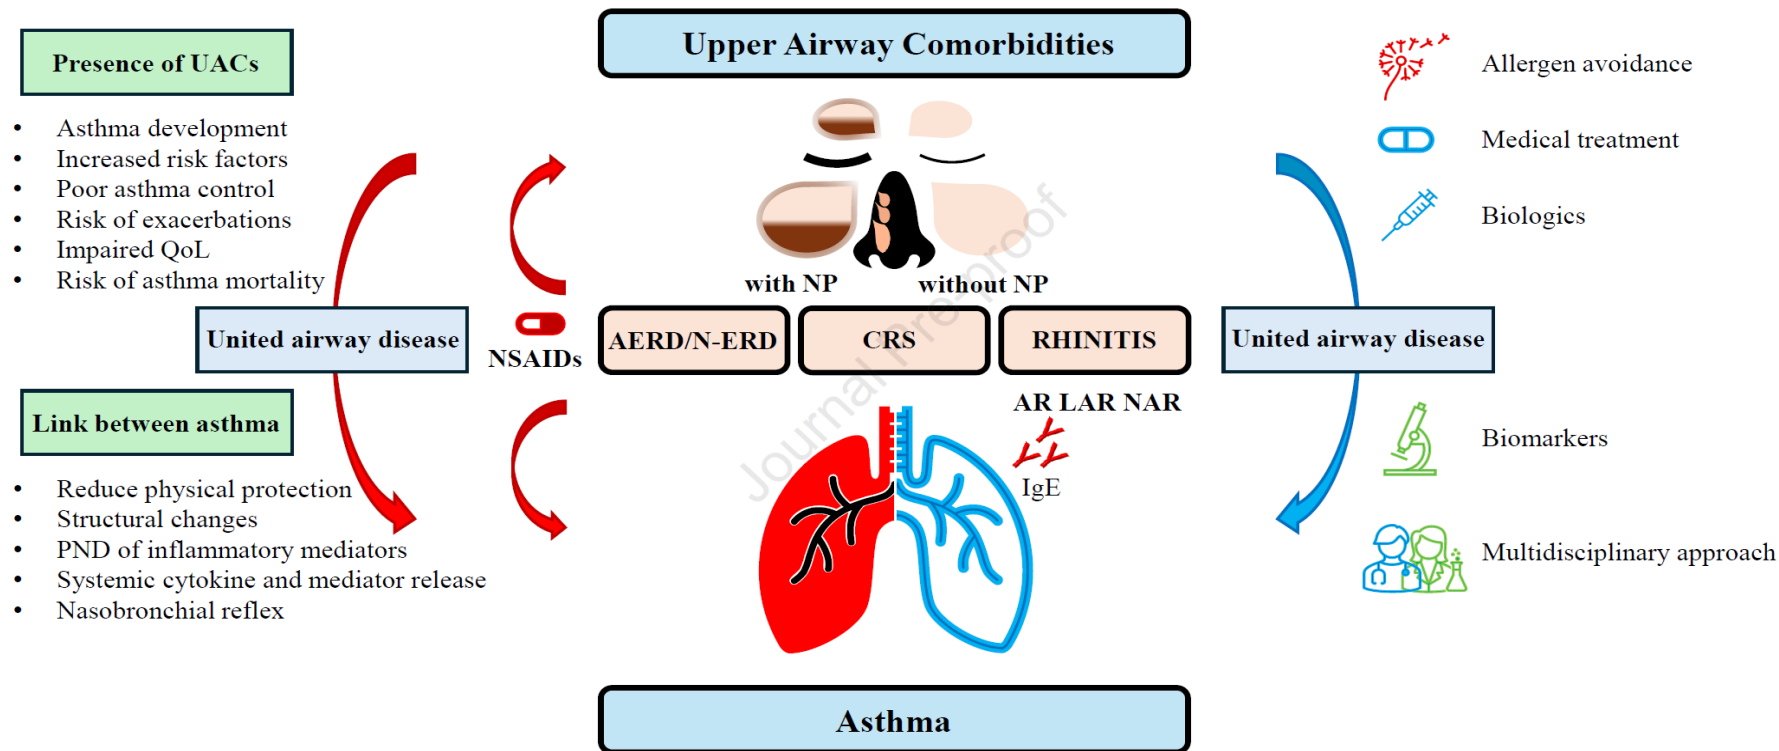 Upper Airway Comorbidities
Presence of UACs
• Asthma development
• Increased risk factors
• Poor asthma control
• Risk of exacerbations
• Impaired QoL
• Risk of asthma mortality
United airway disease
Link between asthma
• Reduce physical protection
• Structural changes
• PND of inflammatory mediators
• Systemic cytokine and mediator release
• Nasobronchial reflex
NSAIDs
with NP
without NP
AERD/N-ERD
CRS
RHINITIS
AR LAR NAR
IgE
Journal Pre-proof
Asthma
Allergen avoidance
Medical treatment
Biologics
United airway disease
Biomarkers
Multidisciplinary approach